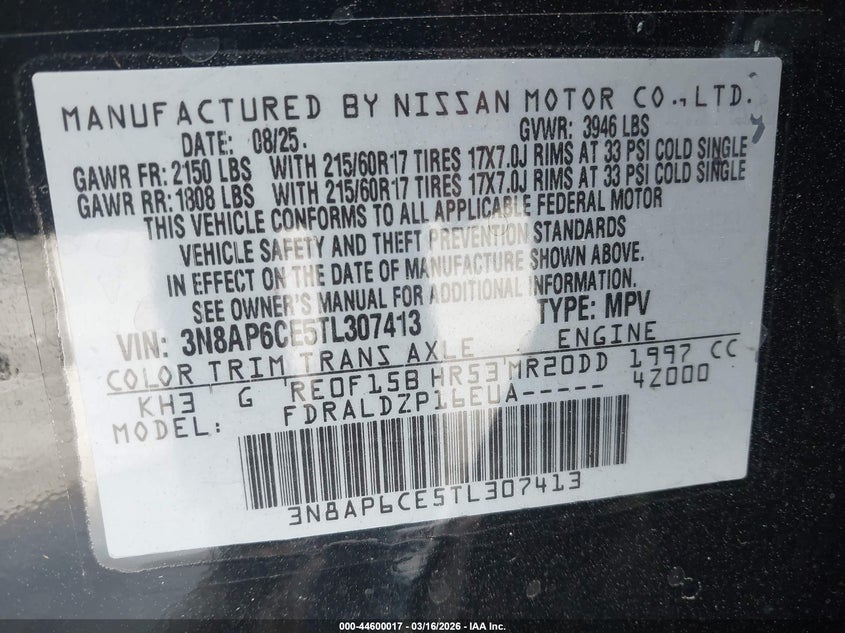 MANUFACTURED BY NISSAN MOTOR CO., LTD.
DATE: 08/25. GVWR: 3946 LBS
GAWR FR: 2150 LBS WITH 215/60R17 TIRES 17X7.0J RIMS AT 33 PSI COLD SINGLE
GAWR RR: 1808 LBS WITH 215/60R17 TIRES 17X7.0J RIMS AT 33 PSI COLD SINGLE
THIS VEHICLE CONFORMS TO ALL APPLICABLE FEDERAL MOTOR
VEHICLE SAFETY AND THEFT PREVENTION STANDARDS
IN EFFECT ON THE DATE OF MANUFACTURE SHOWN ABOVE.
SEE OWNER'S MANUAL FOR ADDITIONAL INFORMATION.
VIN: 3N8AP6CE5TL307413 TYPE: MPV
COLOR TRIM TRANS AXLE ENGINE
KH3 G RE0F15B HR53 MR20DD 1997 CC
MODEL: FDRALDZP16EUA----- 4Z000
3N8AP6CE5TL307413
000-44600017 — 03/16/2026 — IAA Inc.